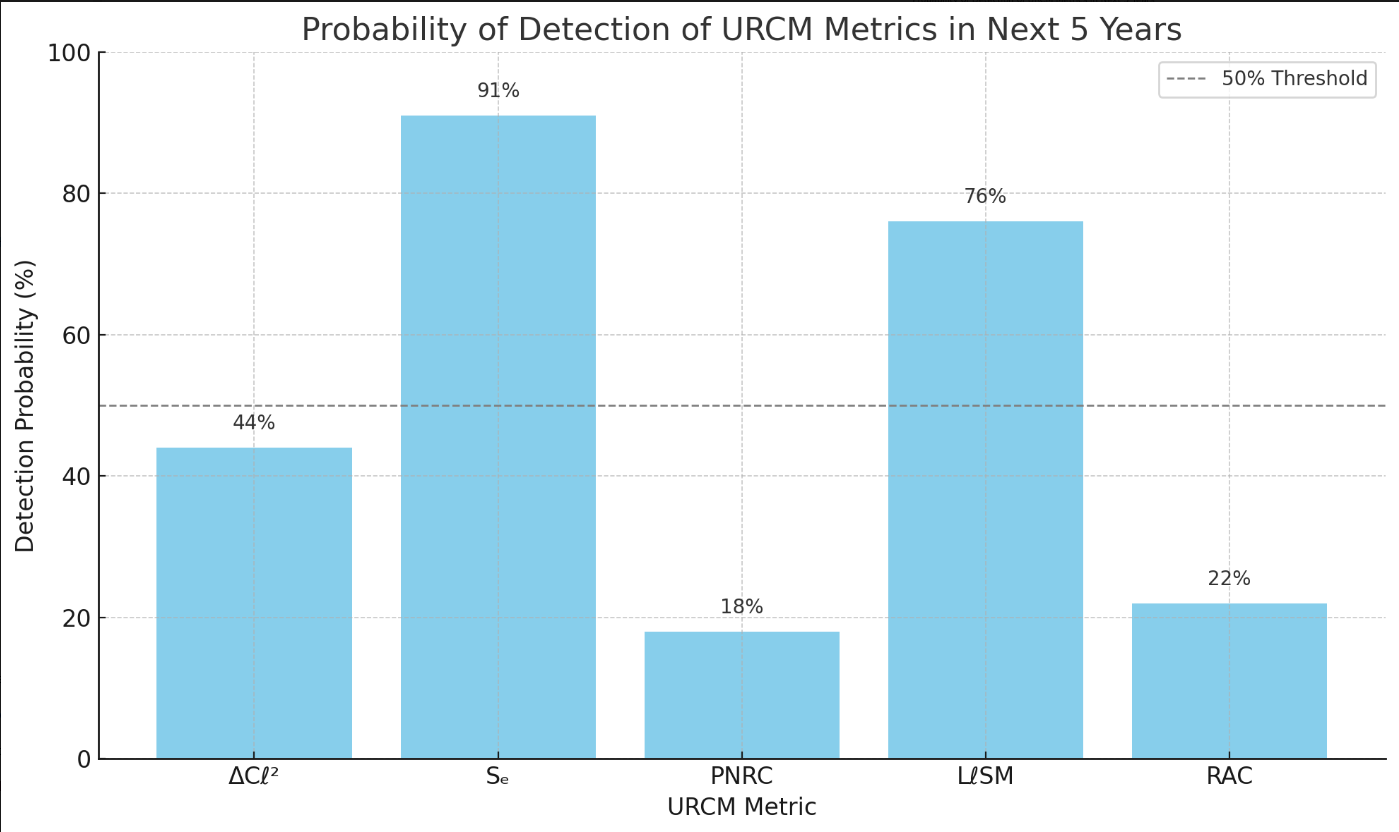 Probability of Detection of URCM Metrics in Next 5 Years
100
50% Threshold
91%
80
76%
60
44%
40
22%
18%
20
0
Detection Probability (%)
ΔCℓ² Sₑ PNRC LℓSM RAC
URCM Metric